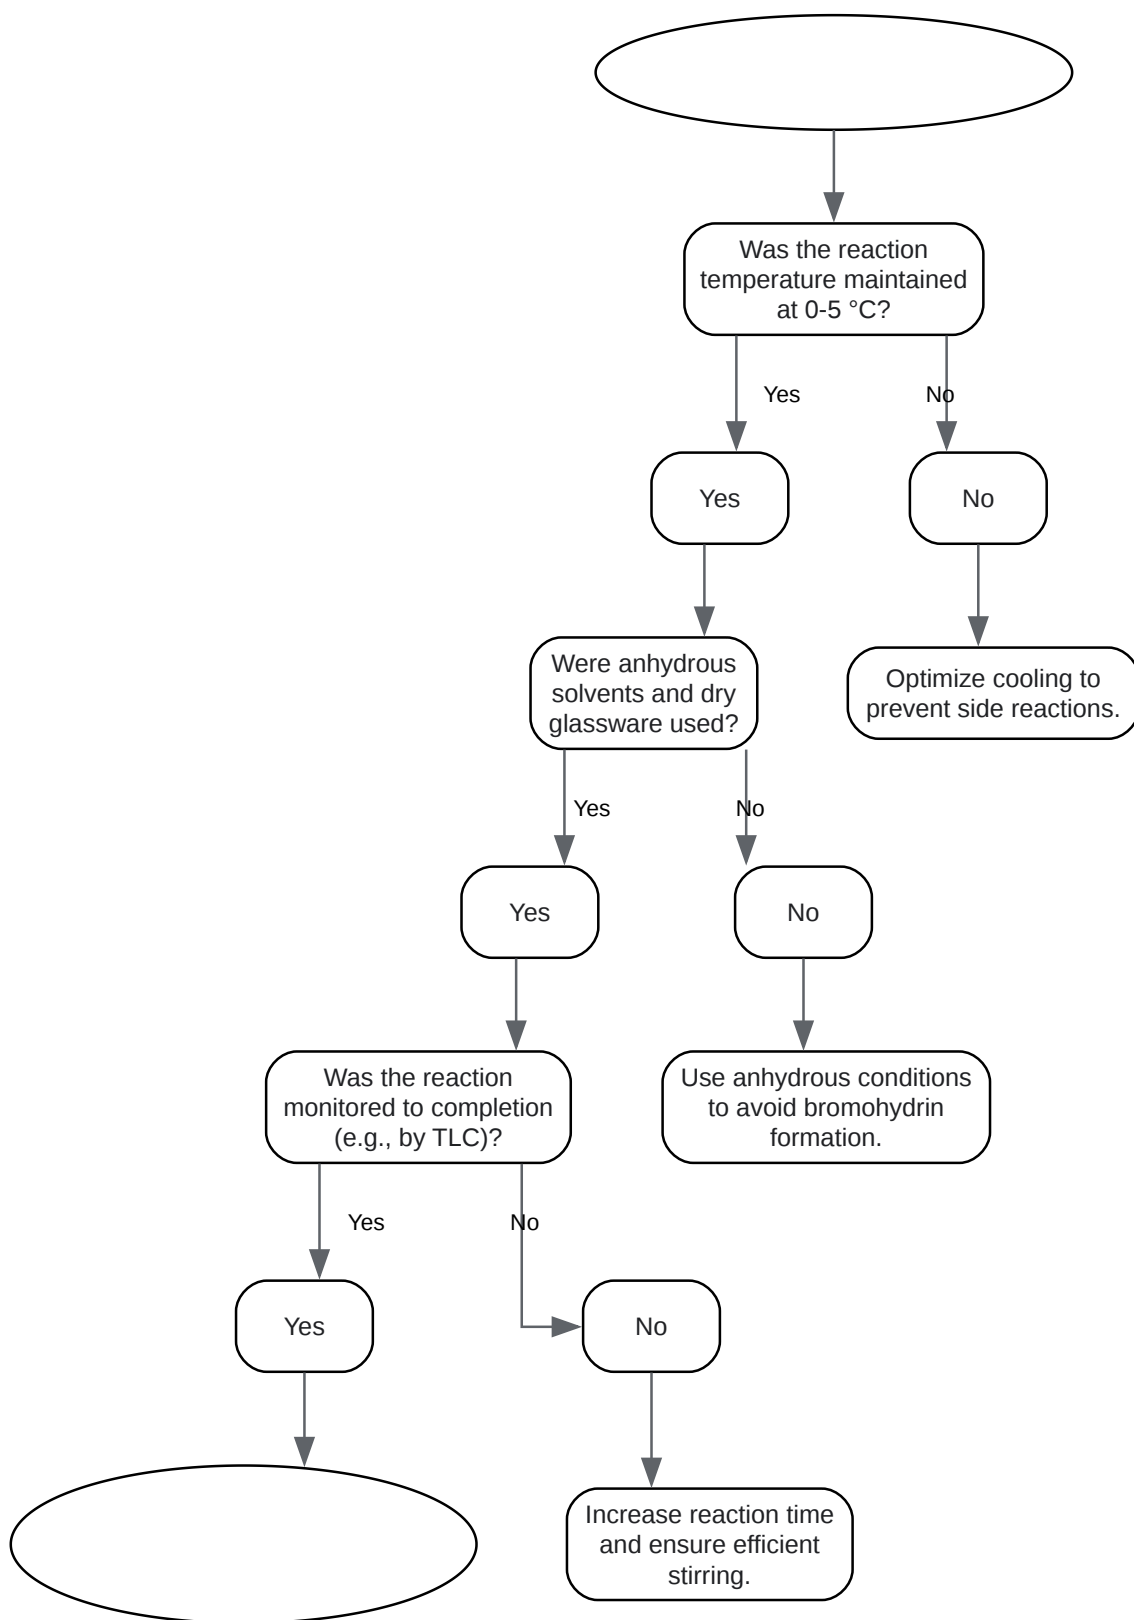 Was the reaction
temperature maintained
at 0-5 °C?
Yes
No
Yes
No
Were anhydrous
solvents and dry
glassware used?
Optimize cooling to
prevent side reactions.
Yes
No
Yes
No
Was the reaction
monitored to completion
(e.g., by TLC)?
Use anhydrous conditions
to avoid bromohydrin
formation.
Yes
No
Yes
No
Increase reaction time
and ensure efficient
stirring.